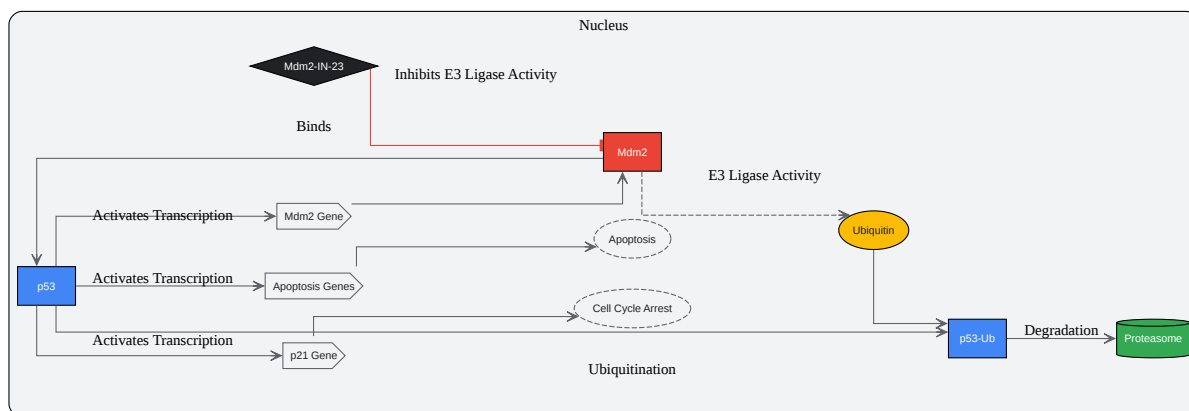 Nucleus
Mdm2-IN-23
Inhibits E3 Ligase Activity
Binds
Mdm2
E3 Ligase Activity
Activates Transcription
Mdm2 Gene
Ubiquitin
Apoptosis
Activates Transcription
p53
Apoptosis Genes
Cell Cycle Arrest
Activates Transcription
p21 Gene
p53-Ub
Degradation
Proteasome
Ubiquitination